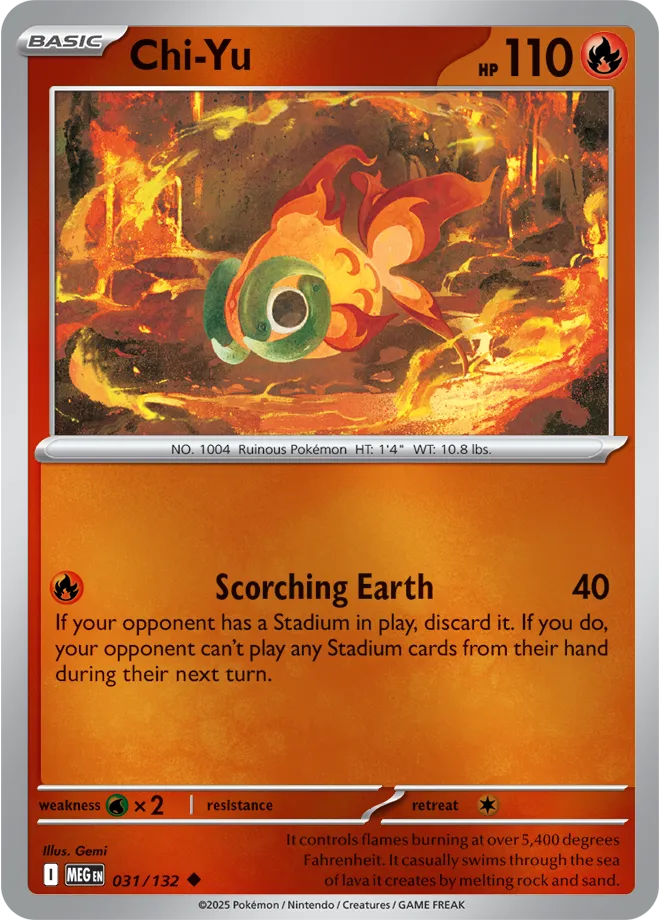 BASIC
Chi-Yu
HP 110
NO. 1004 Ruinous Pokémon HT: 1'4" WT: 10.8 lbs.
Scorching Earth 40
If your opponent has a Stadium in play, discard it. If you do,
your opponent can't play any Stadium cards from their hand
during their next turn.
weakness ×2 resistance retreat
Illus. Gemi
It controls flames burning at over 5,400 degrees
Fahrenheit. It casually swims through the sea
of lava it creates by melting rock and sand.
I MEG EN 031/132
©2025 Pokémon / Nintendo / Creatures / GAME FREAK